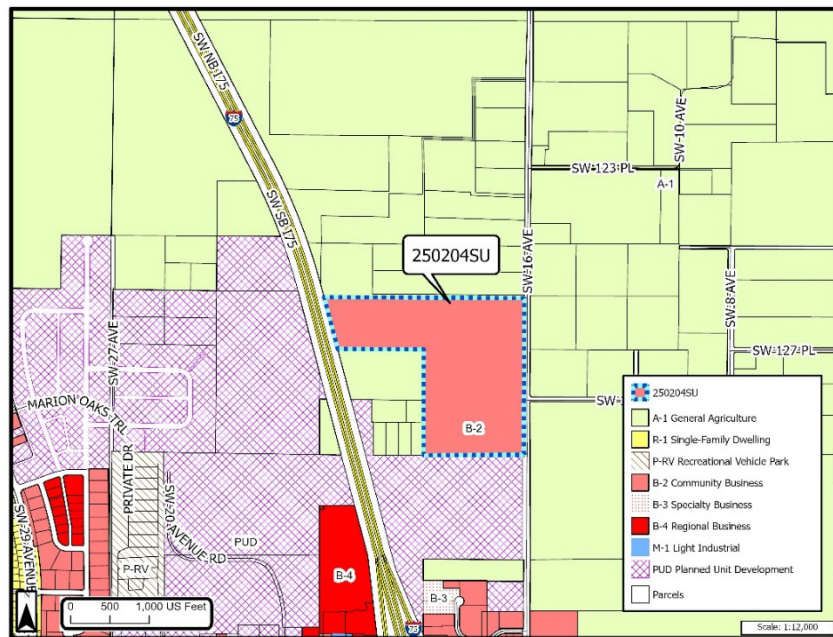 SW NB 175
75
SW SB 175
SW 10 AVE
SW 123 PL
A-1
250204SU
SW 16 AVE
SW 8 AVE
SW 27 AVE
SW 127 PL
MARION OAKS TRL
B-2
PRIVATE DR
SW 29 AVENUE
SW 20 AVENUE RD
PUD
P-RV
B-4
B-3
75
250204SU
A-1 General Agriculture
R-1 Single-Family Dwelling
P-RV Recreational Vehicle Park
B-2 Community Business
B-3 Specialty Business
B-4 Regional Business
M-1 Light Industrial
PUD Planned Unit Development
Parcels
0 500 1,000 US Feet
Scale: 1:12,000